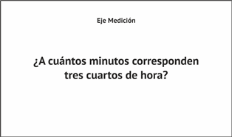 Eje Medición
¿A cuántos minutos corresponden
tres cuartos de hora?